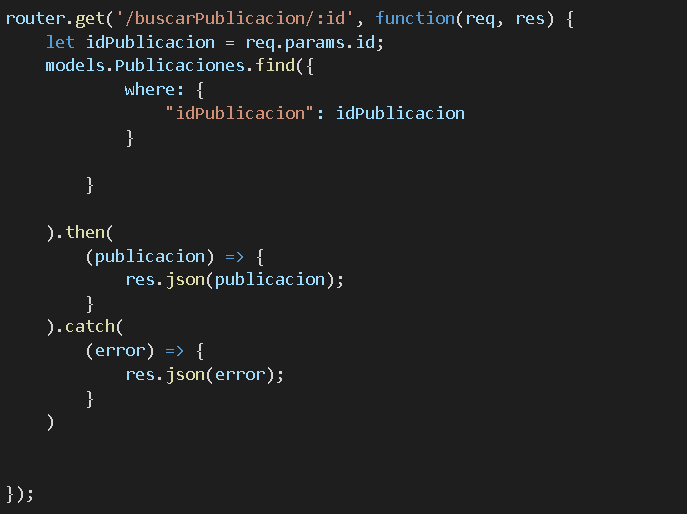 router.get('/buscarPublicacion/:id', function(req, res) {
    let idPublicacion = req.params.id;
    models.Publicaciones.find({
            where: {
                "idPublicacion": idPublicacion
            }
        }
    ).then(
        (publicacion) => {
            res.json(publicacion);
        }
    ).catch(
        (error) => {
            res.json(error);
        }
    )
});